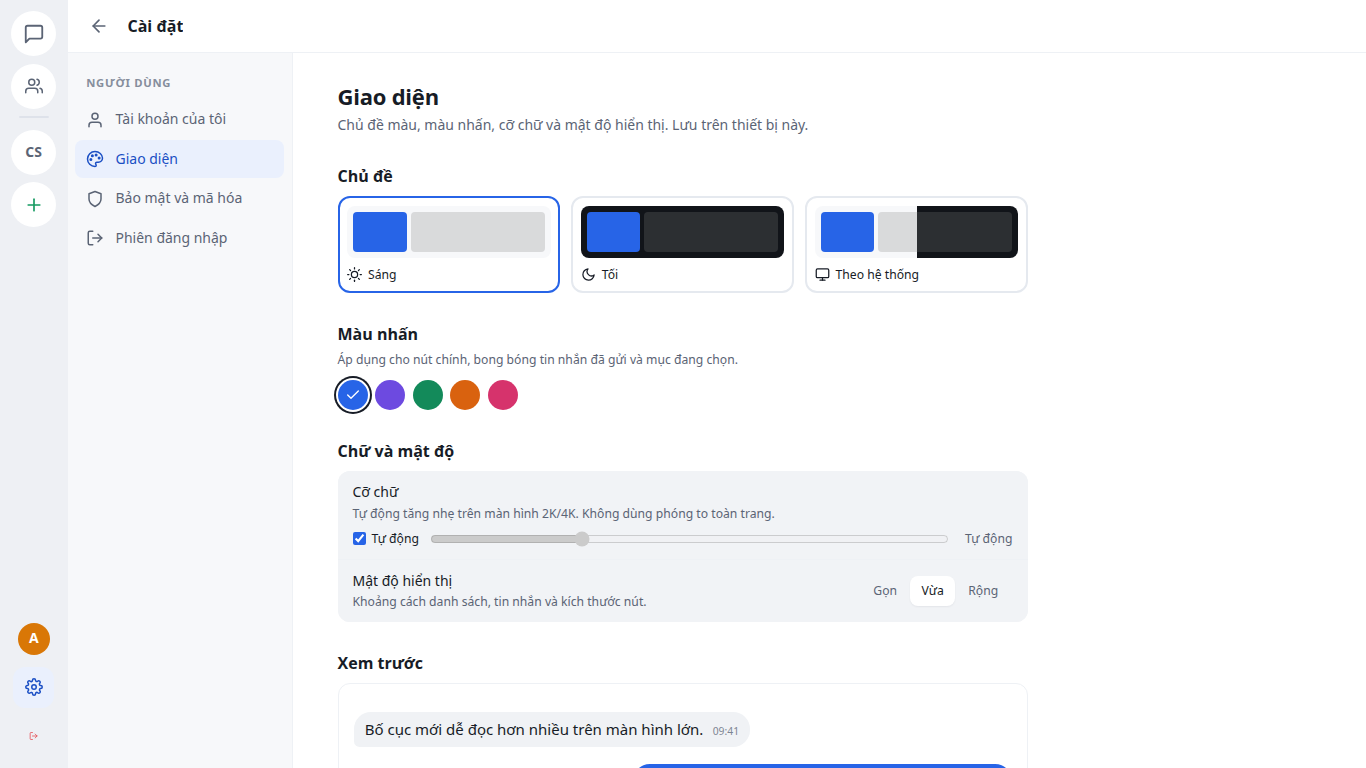 Cài đặt
CS
A
NGƯỜI DÙNG
Tài khoản của tôi
Giao diện
Bảo mật và mã hóa
Phiên đăng nhập
Giao diện
Chủ đề màu, màu nhấn, cỡ chữ và mật độ hiển thị. Lưu trên thiết bị này.
Chủ đề
Sáng
Tối
Theo hệ thống
Màu nhấn
Áp dụng cho nút chính, bong bóng tin nhắn đã gửi và mục đang chọn.
Chữ và mật độ
Cỡ chữ
Tự động tăng nhẹ trên màn hình 2K/4K. Không dùng phóng to toàn trang.
Tự động
Tự động
Mật độ hiển thị
Khoảng cách danh sách, tin nhắn và kích thước nút.
Gọn
Vừa
Rộng
Xem trước
Bố cục mới dễ đọc hơn nhiều trên màn hình lớn. 09:41